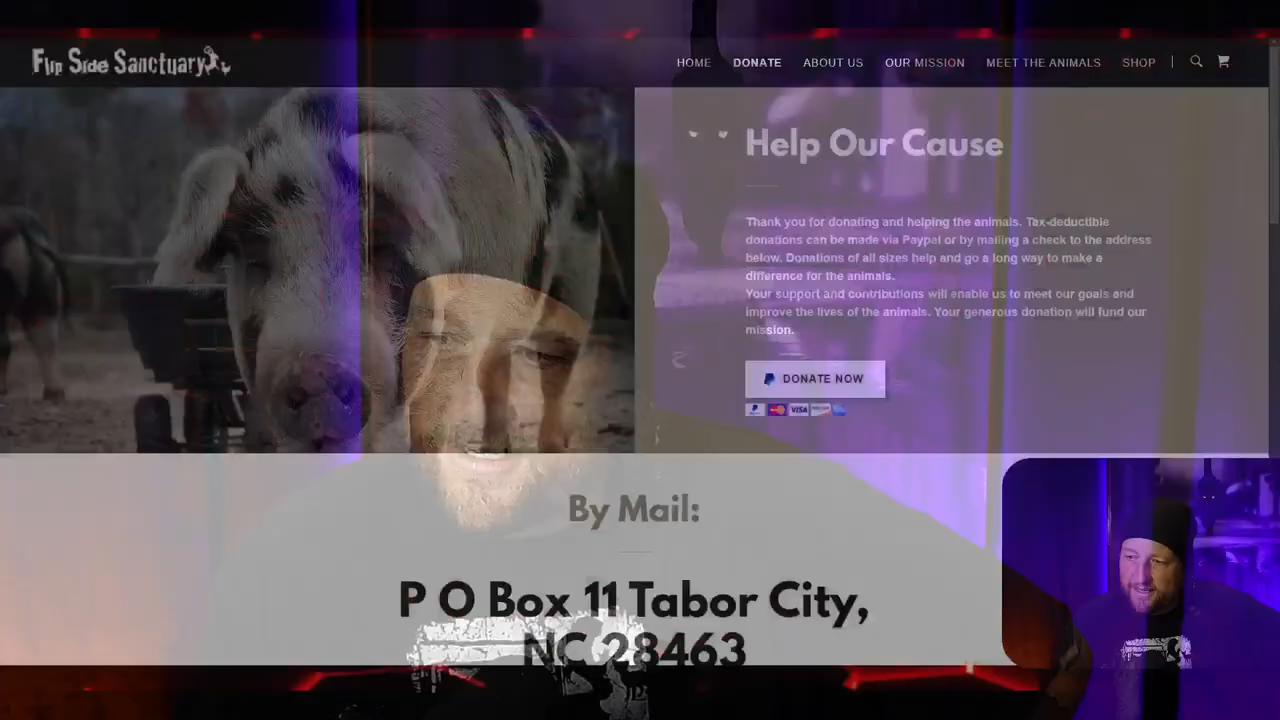 Flip Side Sanctuary
HOME DONATE ABOUT US OUR MISSION MEET THE ANIMALS SHOP
Help Our Cause
Thank you for donating and helping the animals. Tax-deductible
donations can be made via Paypal or by mailing a check to the address
below. Donations of all sizes help and go a long way to make a
difference for the animals.
Your support and contributions will enable us to meet our goals and
improve the lives of the animals. Your generous donation will fund our
mission.
DONATE NOW
VISA
By Mail:
P O Box 11 Tabor City,
NC 28463